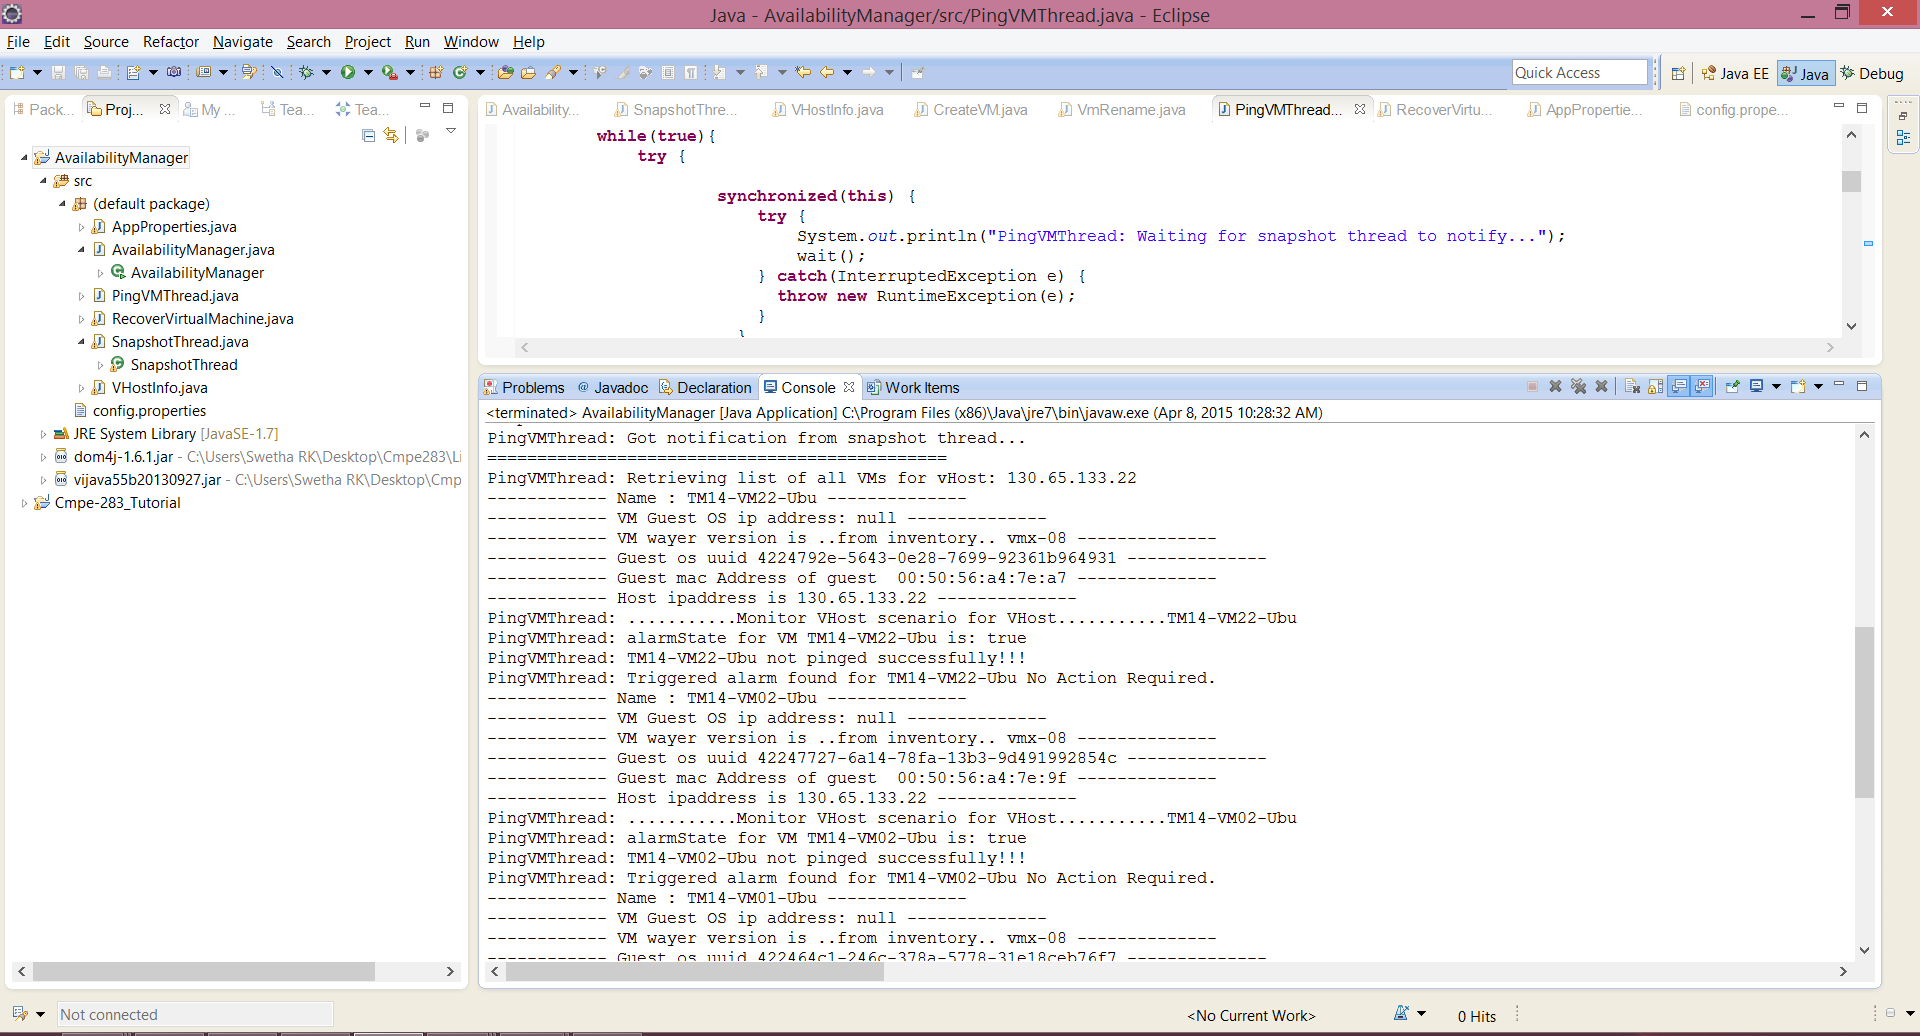 Java - AvailabilityManager/src/PingVMThread.java - Eclipse
File Edit Source Refactor Navigate Search Project Run Window Help
Quick Access
Java EE
Java
Debug
Pack...
Proj...
My ...
Tea...
Tea...
AvailabilityManager
src
(default package)
AppProperties.java
AvailabilityManager.java
AvailabilityManager
PingVMThread.java
RecoverVirtualMachine.java
SnapshotThread.java
SnapshotThread
VHostInfo.java
config.properties
JRE System Library [JavaSE-1.7]
dom4j-1.6.1.jar - C:\Users\Swetha RK\Desktop\Cmpe283\Li
vijava55b20130927.jar - C:\Users\Swetha RK\Desktop\Cmp
Cmpe-283_Tutorial
Availability... SnapshotThre... VHostInfo.java CreateVM.java VmRename.java PingVMThread... RecoverVirtu... AppPropertie... config.prope...
while(true){
try {
synchronized(this) {
try {
System.out.println("PingVMThread: Waiting for snapshot thread to notify...");
wait();
} catch(InterruptedException e) {
throw new RuntimeException(e);
}
}
Problems @ Javadoc Declaration Console Work Items
<terminated> AvailabilityManager [Java Application] C:\Program Files (x86)\Java\jre7\bin\javaw.exe (Apr 8, 2015 10:28:32 AM)
PingVMThread: Got notification from snapshot thread...
==============================================
PingVMThread: Retrieving list of all VMs for vHost: 130.65.133.22
------------ Name : TM14-VM22-Ubu --------------
------------ VM Guest OS ip address: null --------------
------------ VM wayer version is ..from inventory.. vmx-08 --------------
------------ Guest os uuid 4224792e-5643-0e28-7699-92361b964931 --------------
------------ Guest mac Address of guest  00:50:56:a4:7e:a7 --------------
------------ Host ipaddress is 130.65.133.22 --------------
PingVMThread: ...........Monitor VHost scenario for VHost...........TM14-VM22-Ubu
PingVMThread: alarmState for VM TM14-VM22-Ubu is: true
PingVMThread: TM14-VM22-Ubu not pinged successfully!!!
PingVMThread: Triggered alarm found for TM14-VM22-Ubu No Action Required.
------------ Name : TM14-VM02-Ubu --------------
------------ VM Guest OS ip address: null --------------
------------ VM wayer version is ..from inventory.. vmx-08 --------------
------------ Guest os uuid 42247727-6a14-78fa-13b3-9d491992854c --------------
------------ Guest mac Address of guest  00:50:56:a4:7e:9f --------------
------------ Host ipaddress is 130.65.133.22 --------------
PingVMThread: ...........Monitor VHost scenario for VHost...........TM14-VM02-Ubu
PingVMThread: alarmState for VM TM14-VM02-Ubu is: true
PingVMThread: TM14-VM02-Ubu not pinged successfully!!!
PingVMThread: Triggered alarm found for TM14-VM02-Ubu No Action Required.
------------ Name : TM14-VM01-Ubu --------------
------------ VM Guest OS ip address: null --------------
------------ VM wayer version is ..from inventory.. vmx-08 --------------
------------ Guest os uuid 422464c1-246c-378a-5778-31e18ceb76f7 --------------
Not connected
<No Current Work>
0 Hits